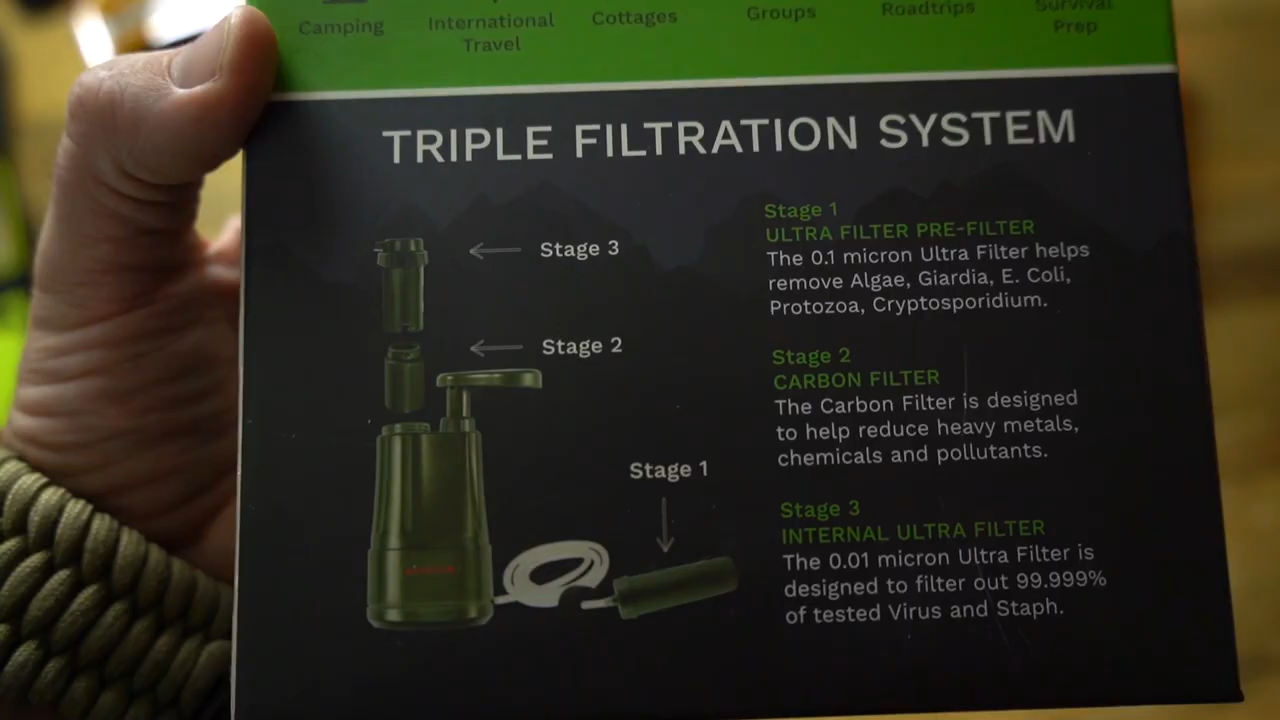 Camping
International
Travel
Cottages
Groups
Roadtrips
Survival
Prep
TRIPLE FILTRATION SYSTEM
Stage 3
Stage 2
Stage 1
Stage 1
ULTRA FILTER PRE-FILTER
The 0.1 micron Ultra Filter helps
remove Algae, Giardia, E. Coli,
Protozoa, Cryptosporidium.
Stage 2
CARBON FILTER
The Carbon Filter is designed
to help reduce heavy metals,
chemicals and pollutants.
Stage 3
INTERNAL ULTRA FILTER
The 0.01 micron Ultra Filter is
designed to filter out 99.999%
of tested Virus and Staph.